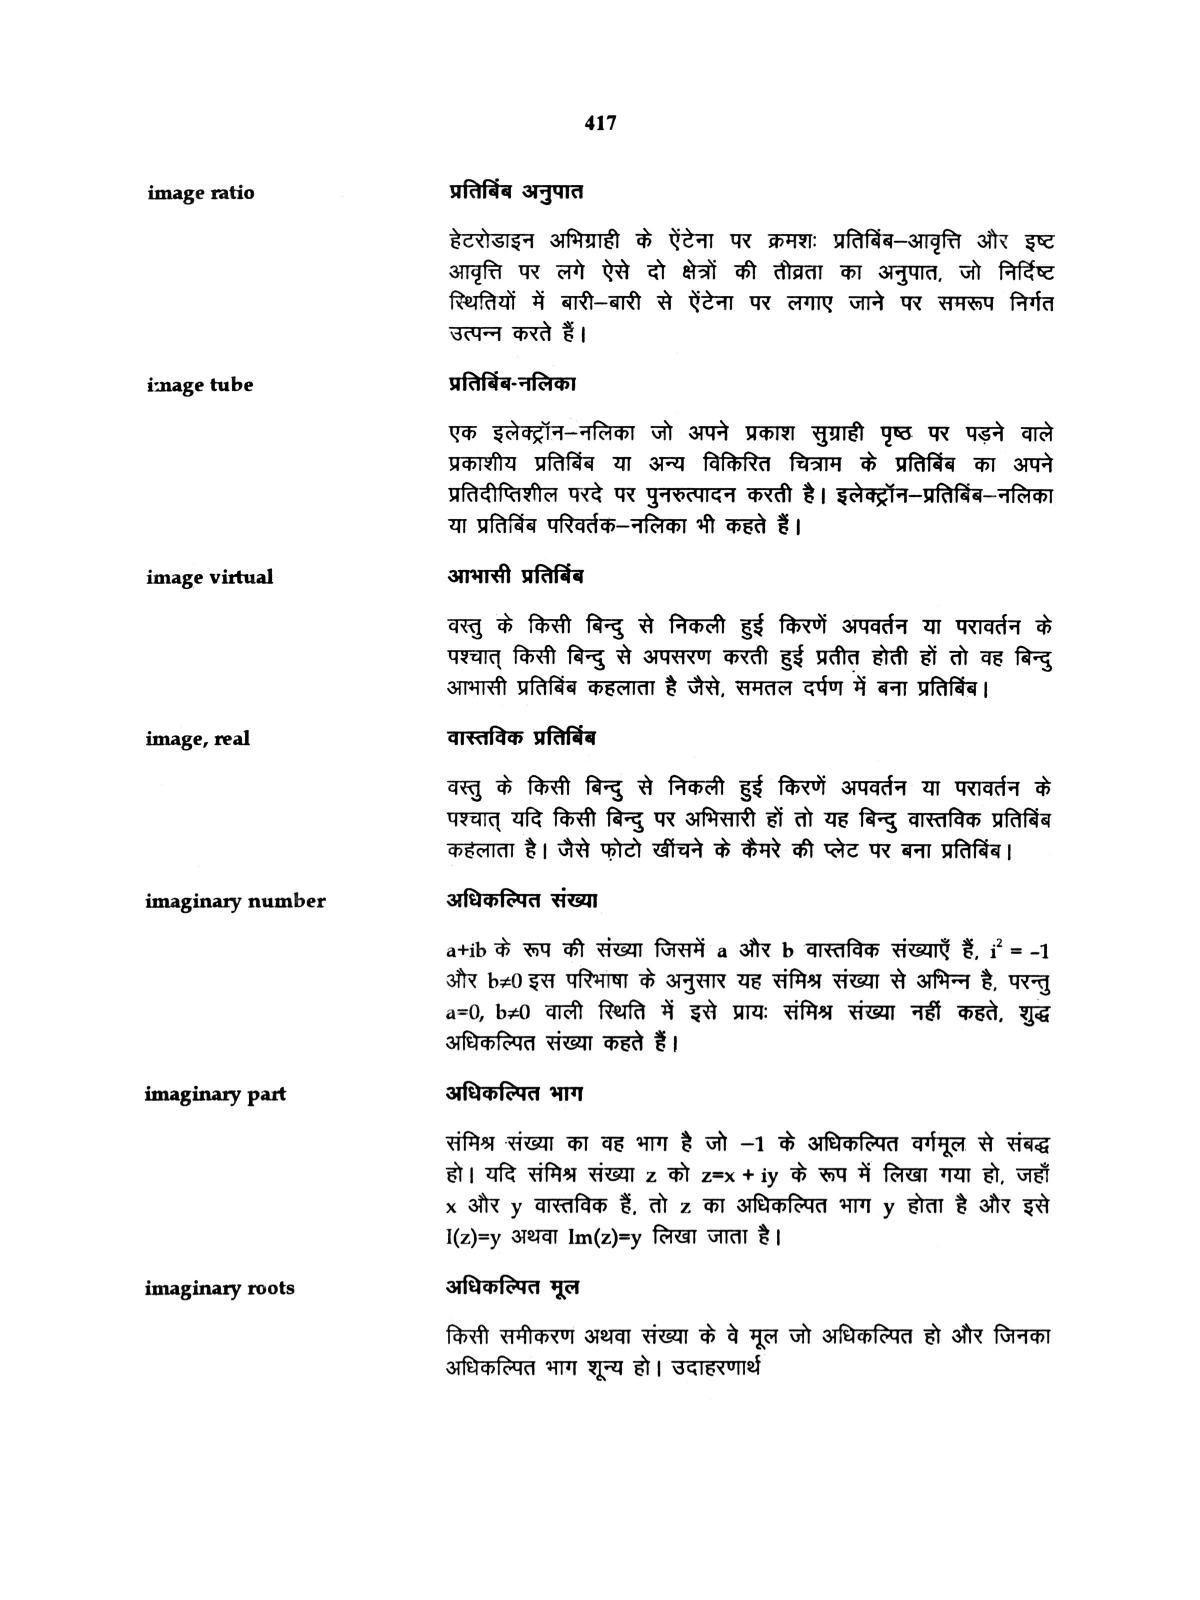 417
image ratio प्रतिबिंब अनुपात
हेटरोडाइन अभिग्राही के ऐंटेना पर क्रमशः प्रतिबिंब–आवृत्ति और इष्ट
आवृत्ति पर लगे ऐसे दो क्षेत्रों की तीव्रता का अनुपात, जो निर्दिष्ट
स्थितियों में बारी–बारी से ऐंटेना पर लगाए जाने पर समरूप निर्गत
उत्पन्न करते हैं।
image tube प्रतिबिंब-नलिका
एक इलेक्ट्रॉन–नलिका जो अपने प्रकाश सुग्राही पृष्ठ पर पड़ने वाले
प्रकाशीय प्रतिबिंब या अन्य विकिरित चित्राम के प्रतिबिंब का अपने
प्रतिदीप्तिशील परदे पर पुनरुत्पादन करती है। इलेक्ट्रॉन–प्रतिबिंब–नलिका
या प्रतिबिंब परिवर्तक–नलिका भी कहते हैं।
image virtual आभासी प्रतिबिंब
वस्तु के किसी बिन्दु से निकली हुई किरणें अपवर्तन या परावर्तन के
पश्चात् किसी बिन्दु से अपसरण करती हुई प्रतीत होती हों तो वह बिन्दु
आभासी प्रतिबिंब कहलाता है जैसे, समतल दर्पण में बना प्रतिबिंब।
image, real वास्तविक प्रतिबिंब
वस्तु के किसी बिन्दु से निकली हुई किरणें अपवर्तन या परावर्तन के
पश्चात् यदि किसी बिन्दु पर अभिसारी हों तो यह बिन्दु वास्तविक प्रतिबिंब
कहलाता है। जैसे फोटो खींचने के कैमरे की प्लेट पर बना प्रतिबिंब।
imaginary number अधिकल्पित संख्या
a+ib के रूप की संख्या जिसमें a और b वास्तविक संख्याएँ हैं, i² = -1
और b≠0 इस परिभाषा के अनुसार यह संमिश्र संख्या से अभिन्न है, परन्तु
a=0, b≠0 वाली स्थिति में इसे प्रायः संमिश्र संख्या नहीं कहते, शुद्ध
अधिकल्पित संख्या कहते हैं।
imaginary part अधिकल्पित भाग
संमिश्र संख्या का वह भाग है जो –1 के अधिकल्पित वर्गमूल से संबद्ध
हो। यदि संमिश्र संख्या z को z=x + iy के रूप में लिखा गया हो, जहाँ
x और y वास्तविक हैं, तो z का अधिकल्पित भाग y होता है और इसे
I(z)=y अथवा Im(z)=y लिखा जाता है।
imaginary roots अधिकल्पित मूल
किसी समीकरण अथवा संख्या के वे मूल जो अधिकल्पित हो और जिनका
अधिकल्पित भाग शून्य हो। उदाहरणार्थ